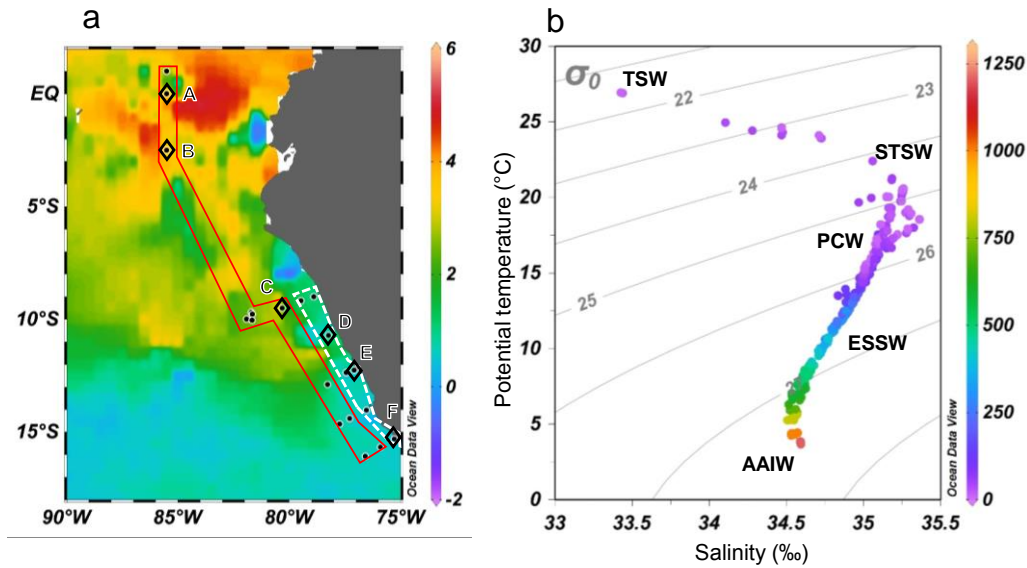 a
EQ
5°S
10°S
15°S
90°W
85°W
80°W
75°W
A
B
C
D
E
F
6
4
2
0
-2
Ocean Data View
b
σ0
TSW
STSW
PCW
ESSW
AAIW
22
23
24
25
26
Potential temperature (°C)
30
25
20
15
10
5
0
33
33.5
34
34.5
35
35.5
Salinity (‰)
1250
1000
750
500
250
0
Ocean Data View